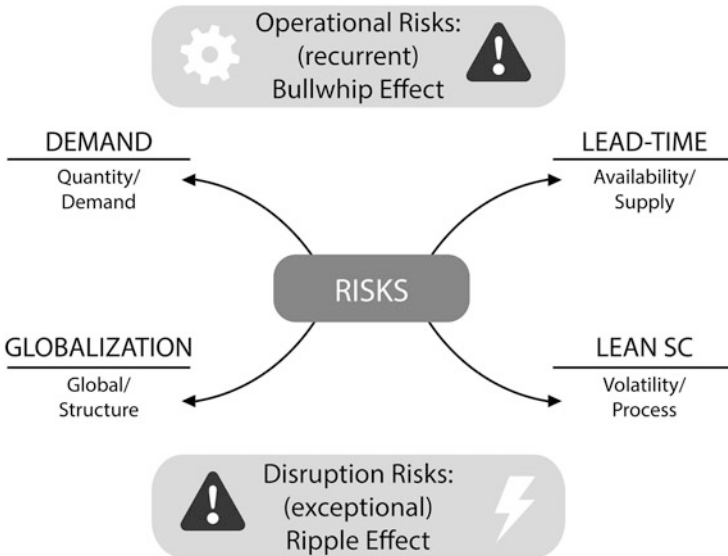 Operational Risks:
(recurrent)
Bullwhip Effect
DEMAND
Quantity/
Demand
LEAD-TIME
Availability/
Supply
RISKS
GLOBALIZATION
Global/
Structure
LEAN SC
Volatility/
Process
Disruption Risks:
(exceptional)
Ripple Effect